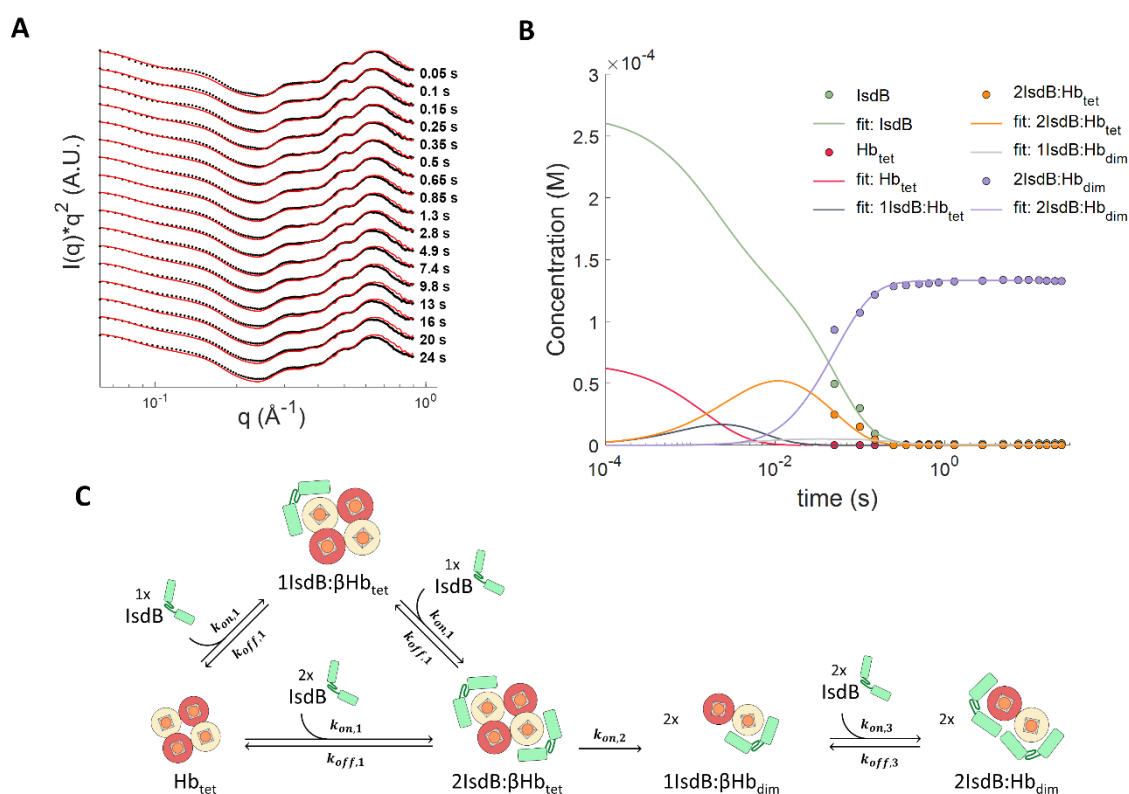 A
I(q)*q² (A.U.)
0.05 s
0.1 s
0.15 s
0.25 s
0.35 s
0.5 s
0.65 s
0.85 s
1.3 s
2.8 s
4.9 s
7.4 s
9.8 s
13 s
16 s
20 s
24 s
10⁻¹
10⁰
q (Å⁻¹)
B
×10⁻⁴
3
2.5
2
1.5
1
0.5
0
Concentration (M)
IsdB
fit: IsdB
Hb_tet
fit: Hb_tet
fit: 1IsdB:Hb_tet
2IsdB:Hb_tet
fit: 2IsdB:Hb_tet
fit: 1IsdB:Hb_dim
2IsdB:Hb_dim
fit: 2IsdB:Hb_dim
10⁻⁴
10⁻²
10⁰
time (s)
C
1IsdB:βHb_tet
1x
IsdB
k_on,1
k_off,1
1x
IsdB
k_on,1
k_off,1
2x
IsdB
k_on,1
k_off,1
Hb_tet
2IsdB:βHb_tet
k_on,2
2x
1IsdB:βHb_dim
2x
IsdB
k_on,3
k_off,3
2x
2IsdB:Hb_dim